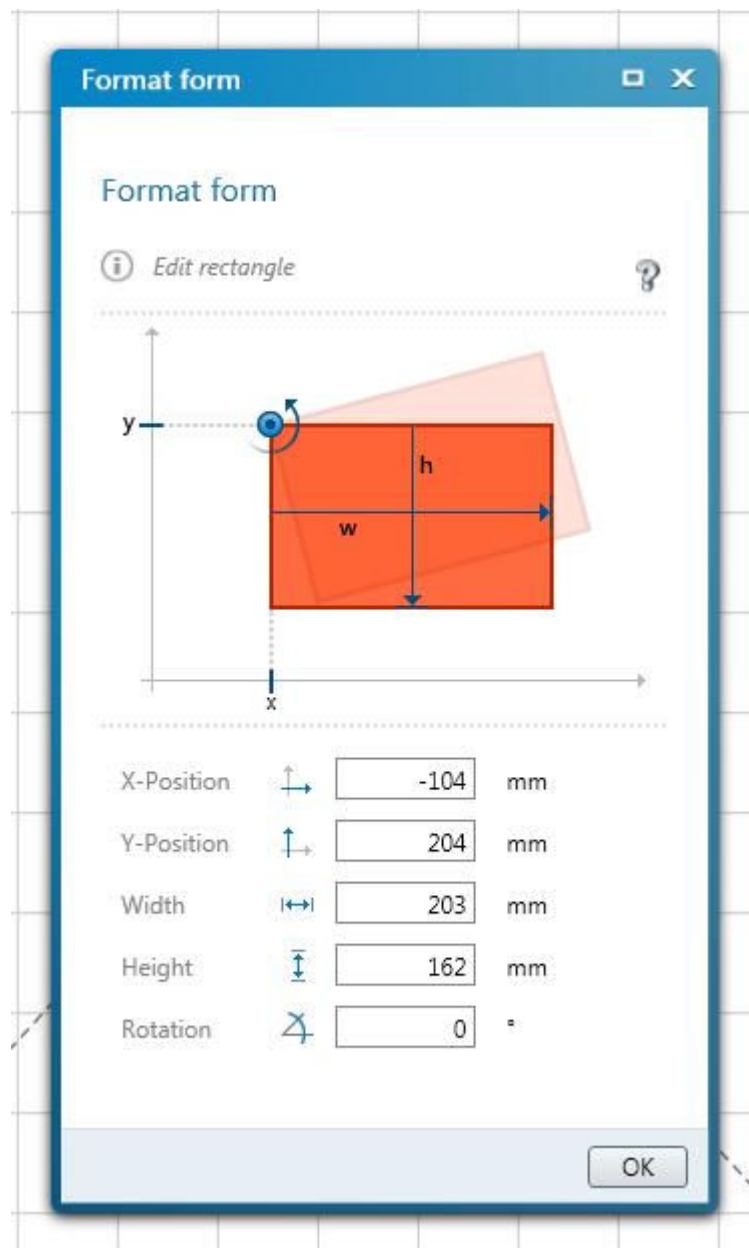 Format form
Format form
Edit rectangle
y
h
w
x
X-Position -104 mm
Y-Position 204 mm
Width 203 mm
Height 162 mm
Rotation 0 °
OK